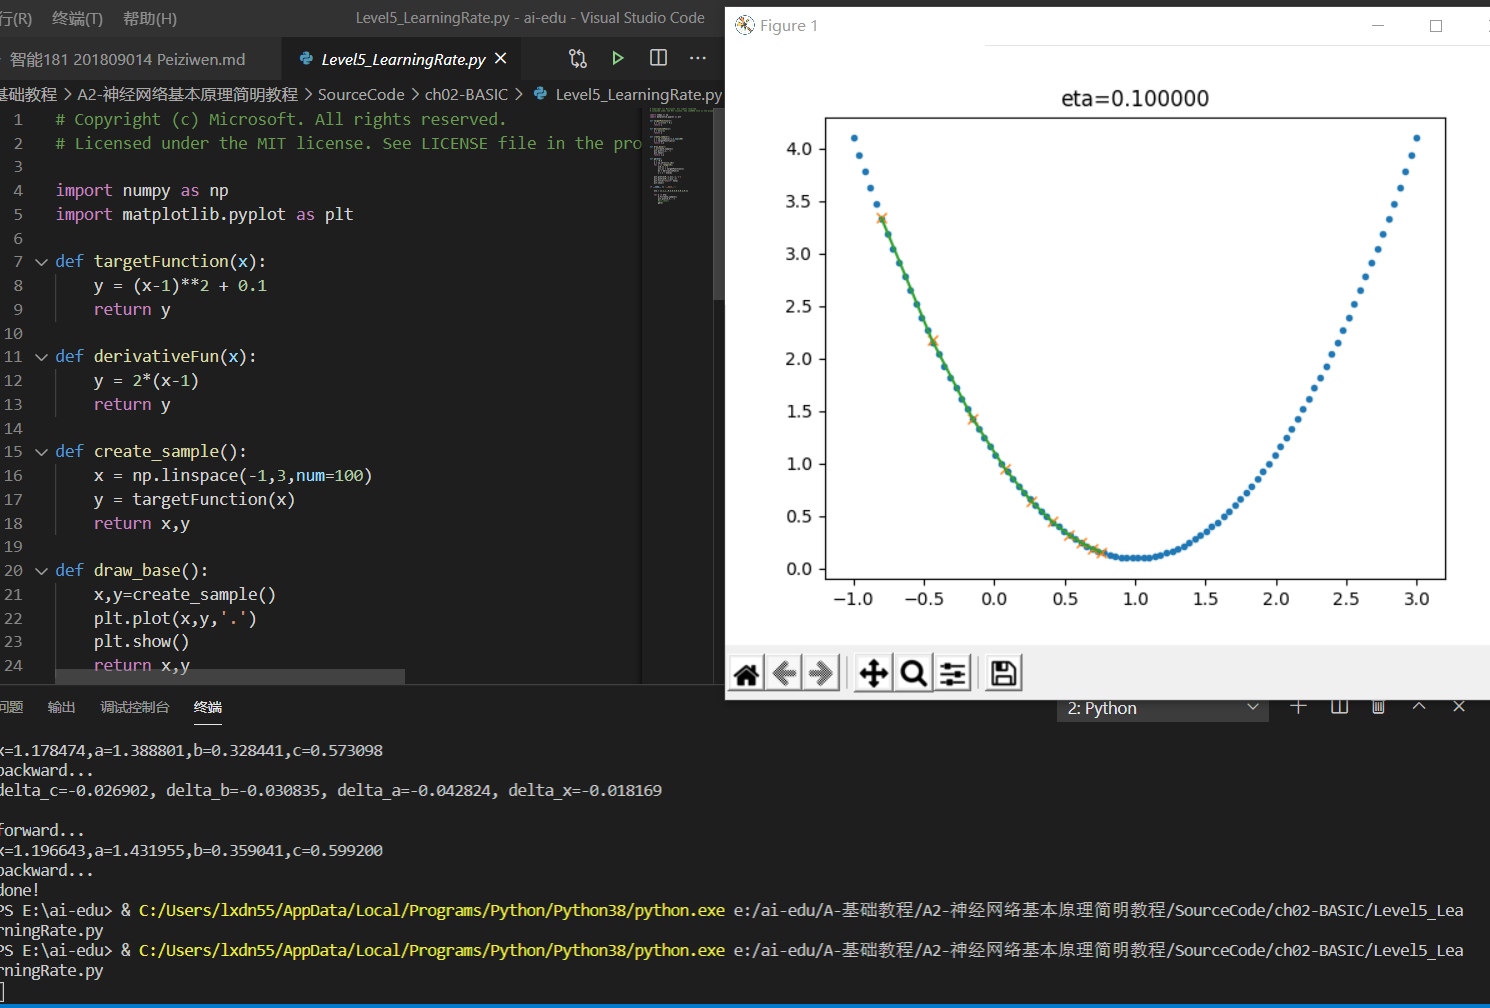 行(R) 终端(T) 帮助(H) Level5_LearningRate.py - ai-edu - Visual Studio Code
智能181 201809014 Peiziwen.md Level5_LearningRate.py
基础教程 > A2-神经网络基本原理简明教程 > SourceCode > ch02-BASIC > Level5_LearningRate.py
1 # Copyright (c) Microsoft. All rights reserved.
2 # Licensed under the MIT license. See LICENSE file in the pro
3
4 import numpy as np
5 import matplotlib.pyplot as plt
6
7 def targetFunction(x):
8 y = (x-1)**2 + 0.1
9 return y
10
11 def derivativeFun(x):
12 y = 2*(x-1)
13 return y
14
15 def create_sample():
16 x = np.linspace(-1,3,num=100)
17 y = targetFunction(x)
18 return x,y
19
20 def draw_base():
21 x,y=create_sample()
22 plt.plot(x,y,'.')
23 plt.show()
24 return x,y
Figure 1
eta=0.100000
4.0
3.5
3.0
2.5
2.0
1.5
1.0
0.5
0.0
−1.0 −0.5 0.0 0.5 1.0 1.5 2.0 2.5 3.0
问题 输出 调试控制台 终端 2: Python
x=1.178474,a=1.388801,b=0.328441,c=0.573098
backward...
delta_c=-0.026902, delta_b=-0.030835, delta_a=-0.042824, delta_x=-0.018169
forward...
x=1.196643,a=1.431955,b=0.359041,c=0.599200
backward...
done!
PS E:\ai-edu> & C:/Users/lxdn55/AppData/Local/Programs/Python/Python38/python.exe e:/ai-edu/A-基础教程/A2-神经网络基本原理简明教程/SourceCode/ch02-BASIC/Level5_Lea
rningRate.py
PS E:\ai-edu> & C:/Users/lxdn55/AppData/Local/Programs/Python/Python38/python.exe e:/ai-edu/A-基础教程/A2-神经网络基本原理简明教程/SourceCode/ch02-BASIC/Level5_Lea
rningRate.py